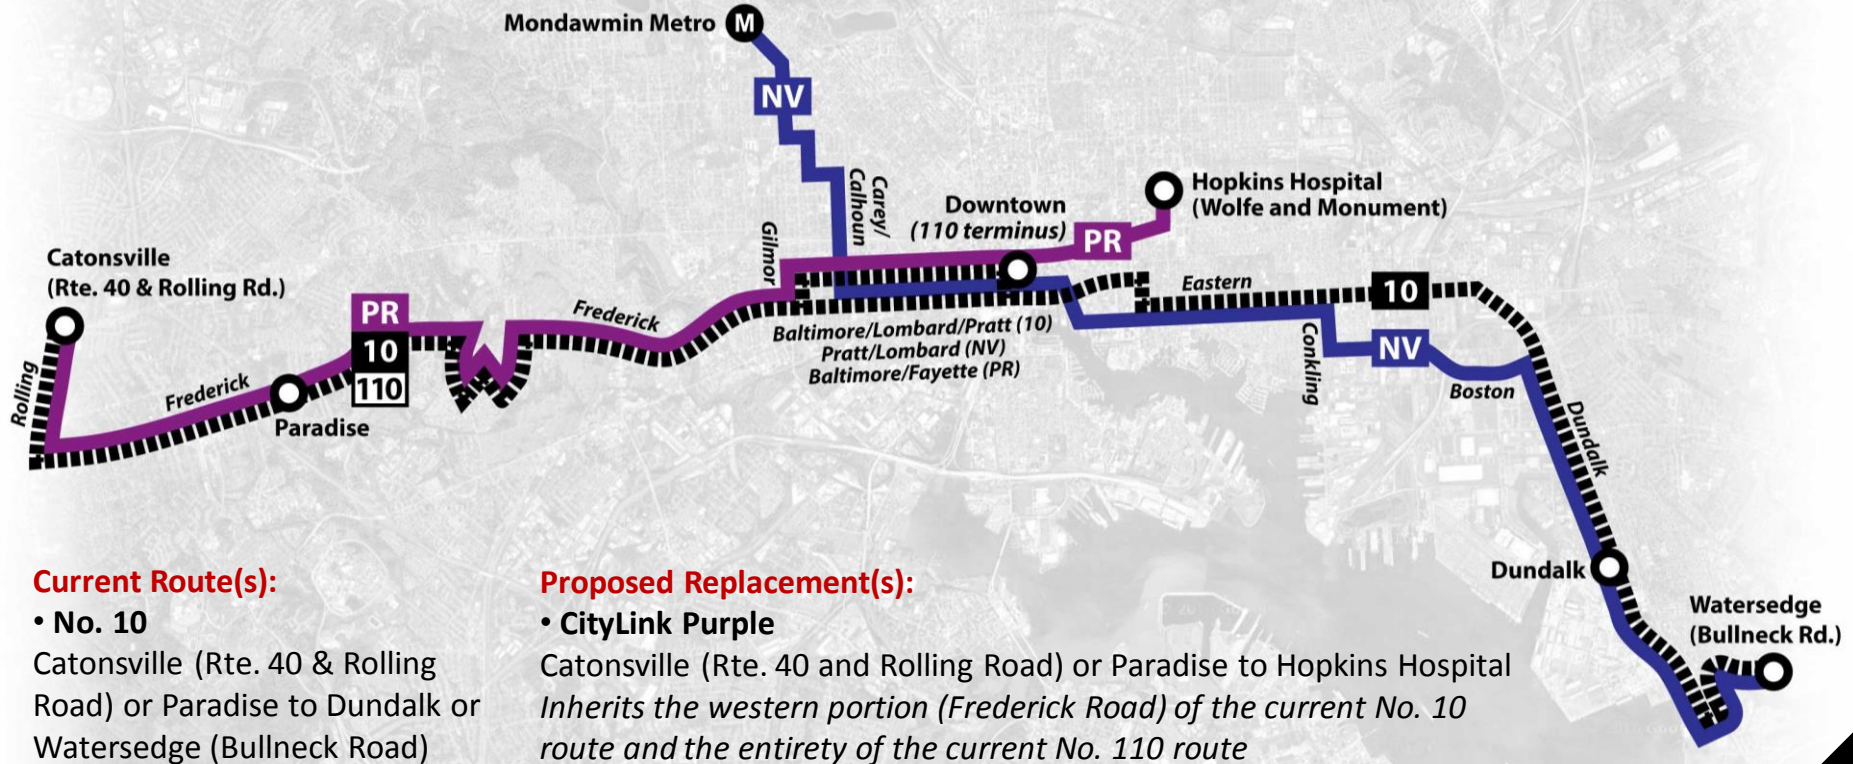 Mondawmin Metro M
NV
Carey/
Calhoun
Hopkins Hospital
(Wolfe and Monument)
Downtown
(110 terminus)
PR
Gilmor
Catonsville
(Rte. 40 & Rolling Rd.)
PR
10
110
Frederick
Eastern
10
Baltimore/Lombard/Pratt (10)
Pratt/Lombard (NV)
Baltimore/Fayette (PR)
Conkling
NV
Boston
Rolling
Frederick
Paradise
Dundalk
Dundalk
Watersedge
(Bullneck Rd.)
Current Route(s):
• No. 10
Catonsville (Rte. 40 & Rolling
Road) or Paradise to Dundalk or
Watersedge (Bullneck Road)
Proposed Replacement(s):
• CityLink Purple
Catonsville (Rte. 40 and Rolling Road) or Paradise to Hopkins Hospital
Inherits the western portion (Frederick Road) of the current No. 10
route and the entirety of the current No. 110 route